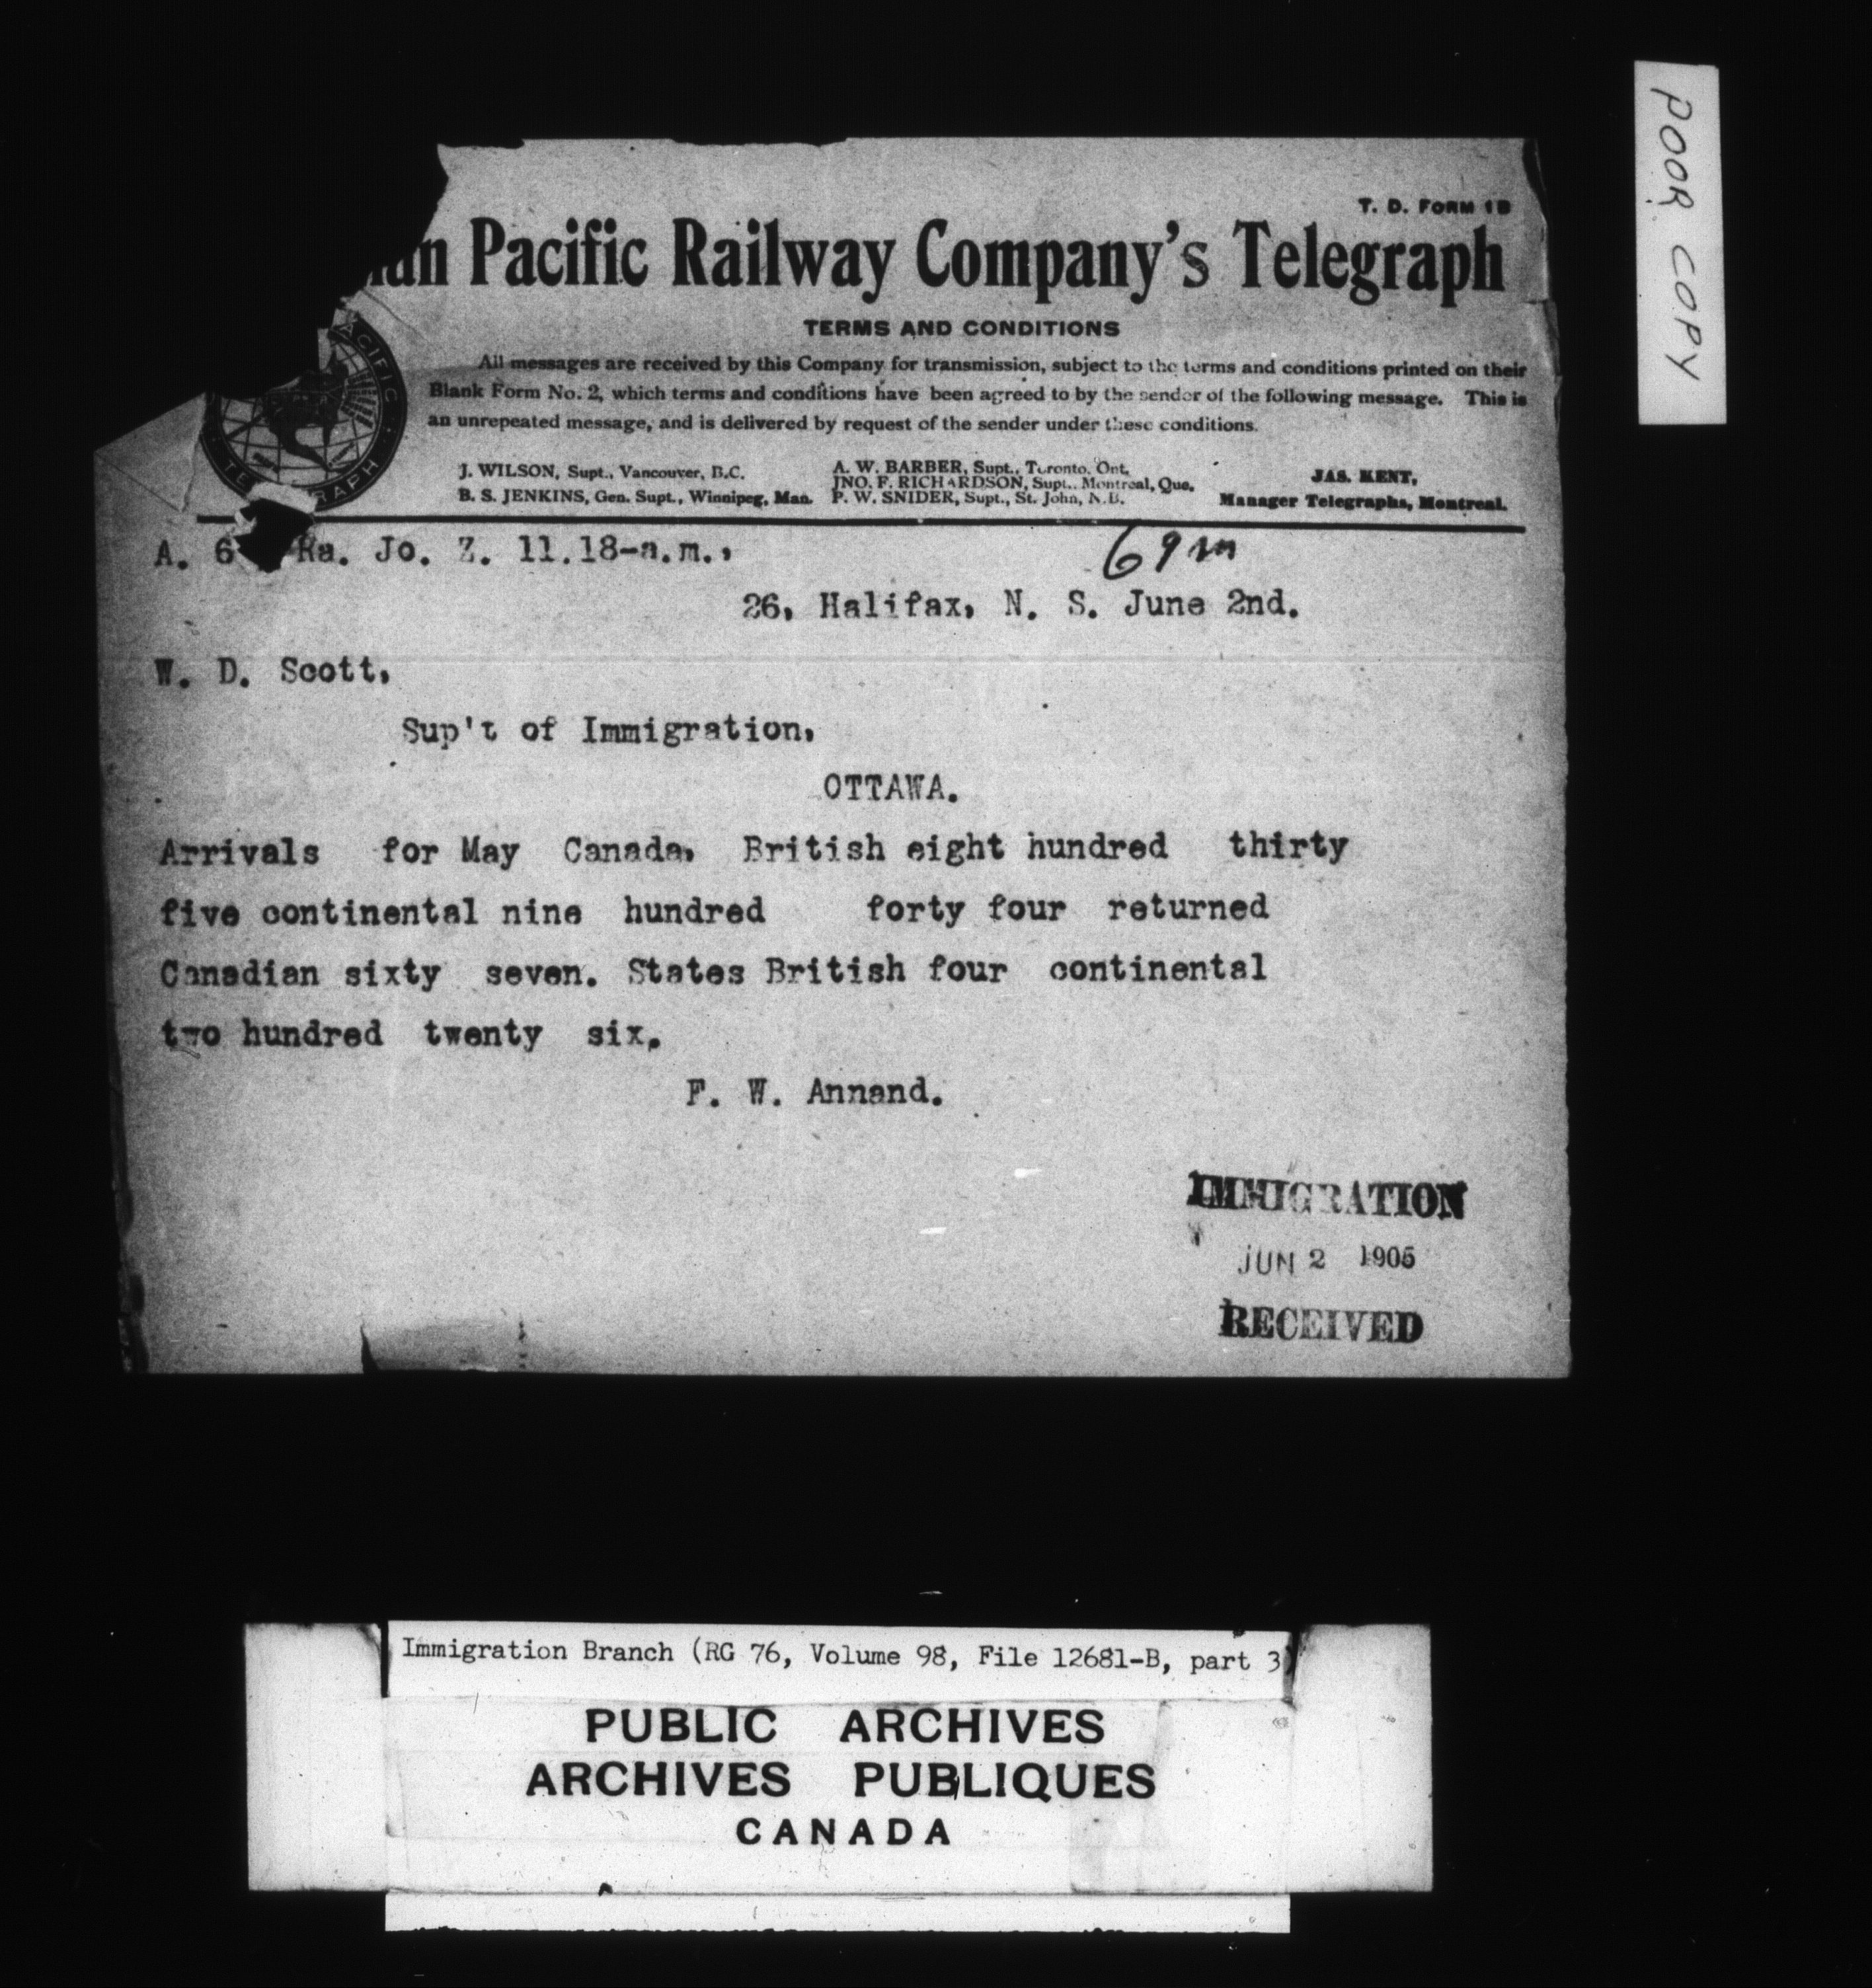 POOR COPY
T. D. FORM 1B
Pacific Railway Company's Telegraph
TERMS AND CONDITIONS
All messages are received by this Company for transmission, subject to the terms and conditions printed on their
Blank Form No. 2, which terms and conditions have been agreed to by the sender of the following message. This is
an unrepeated message, and is delivered by request of the sender under these conditions.
J. WILSON, Supt., Vancouver, B.C.
B. S. JENKINS, Gen. Supt., Winnipeg, Man.
A. W. BARBER, Supt., Toronto, Ont.
JNO. F. RICHARDSON, Supt., Montreal, Que.
P. W. SNIDER, Supt., St. John, N.B.
JAS. KENT,
Manager Telegraphs, Montreal.
A. 6 Ra. Jo. Z. 11.18-a.m.,
26, Halifax, N. S. June 2nd.
W. D. Scott,
Sup't of Immigration,
OTTAWA.
Arrivals for May Canada, British eight hundred thirty
five continental nine hundred forty four returned
Canadian sixty seven. States British four continental
two hundred twenty six.
F. W. Annand.
IMMIGRATION
JUN 2 1905
RECEIVED
Immigration Branch (RG 76, Volume 98, File 12681-B, part 3)
PUBLIC ARCHIVES
ARCHIVES PUBLIQUES
CANADA